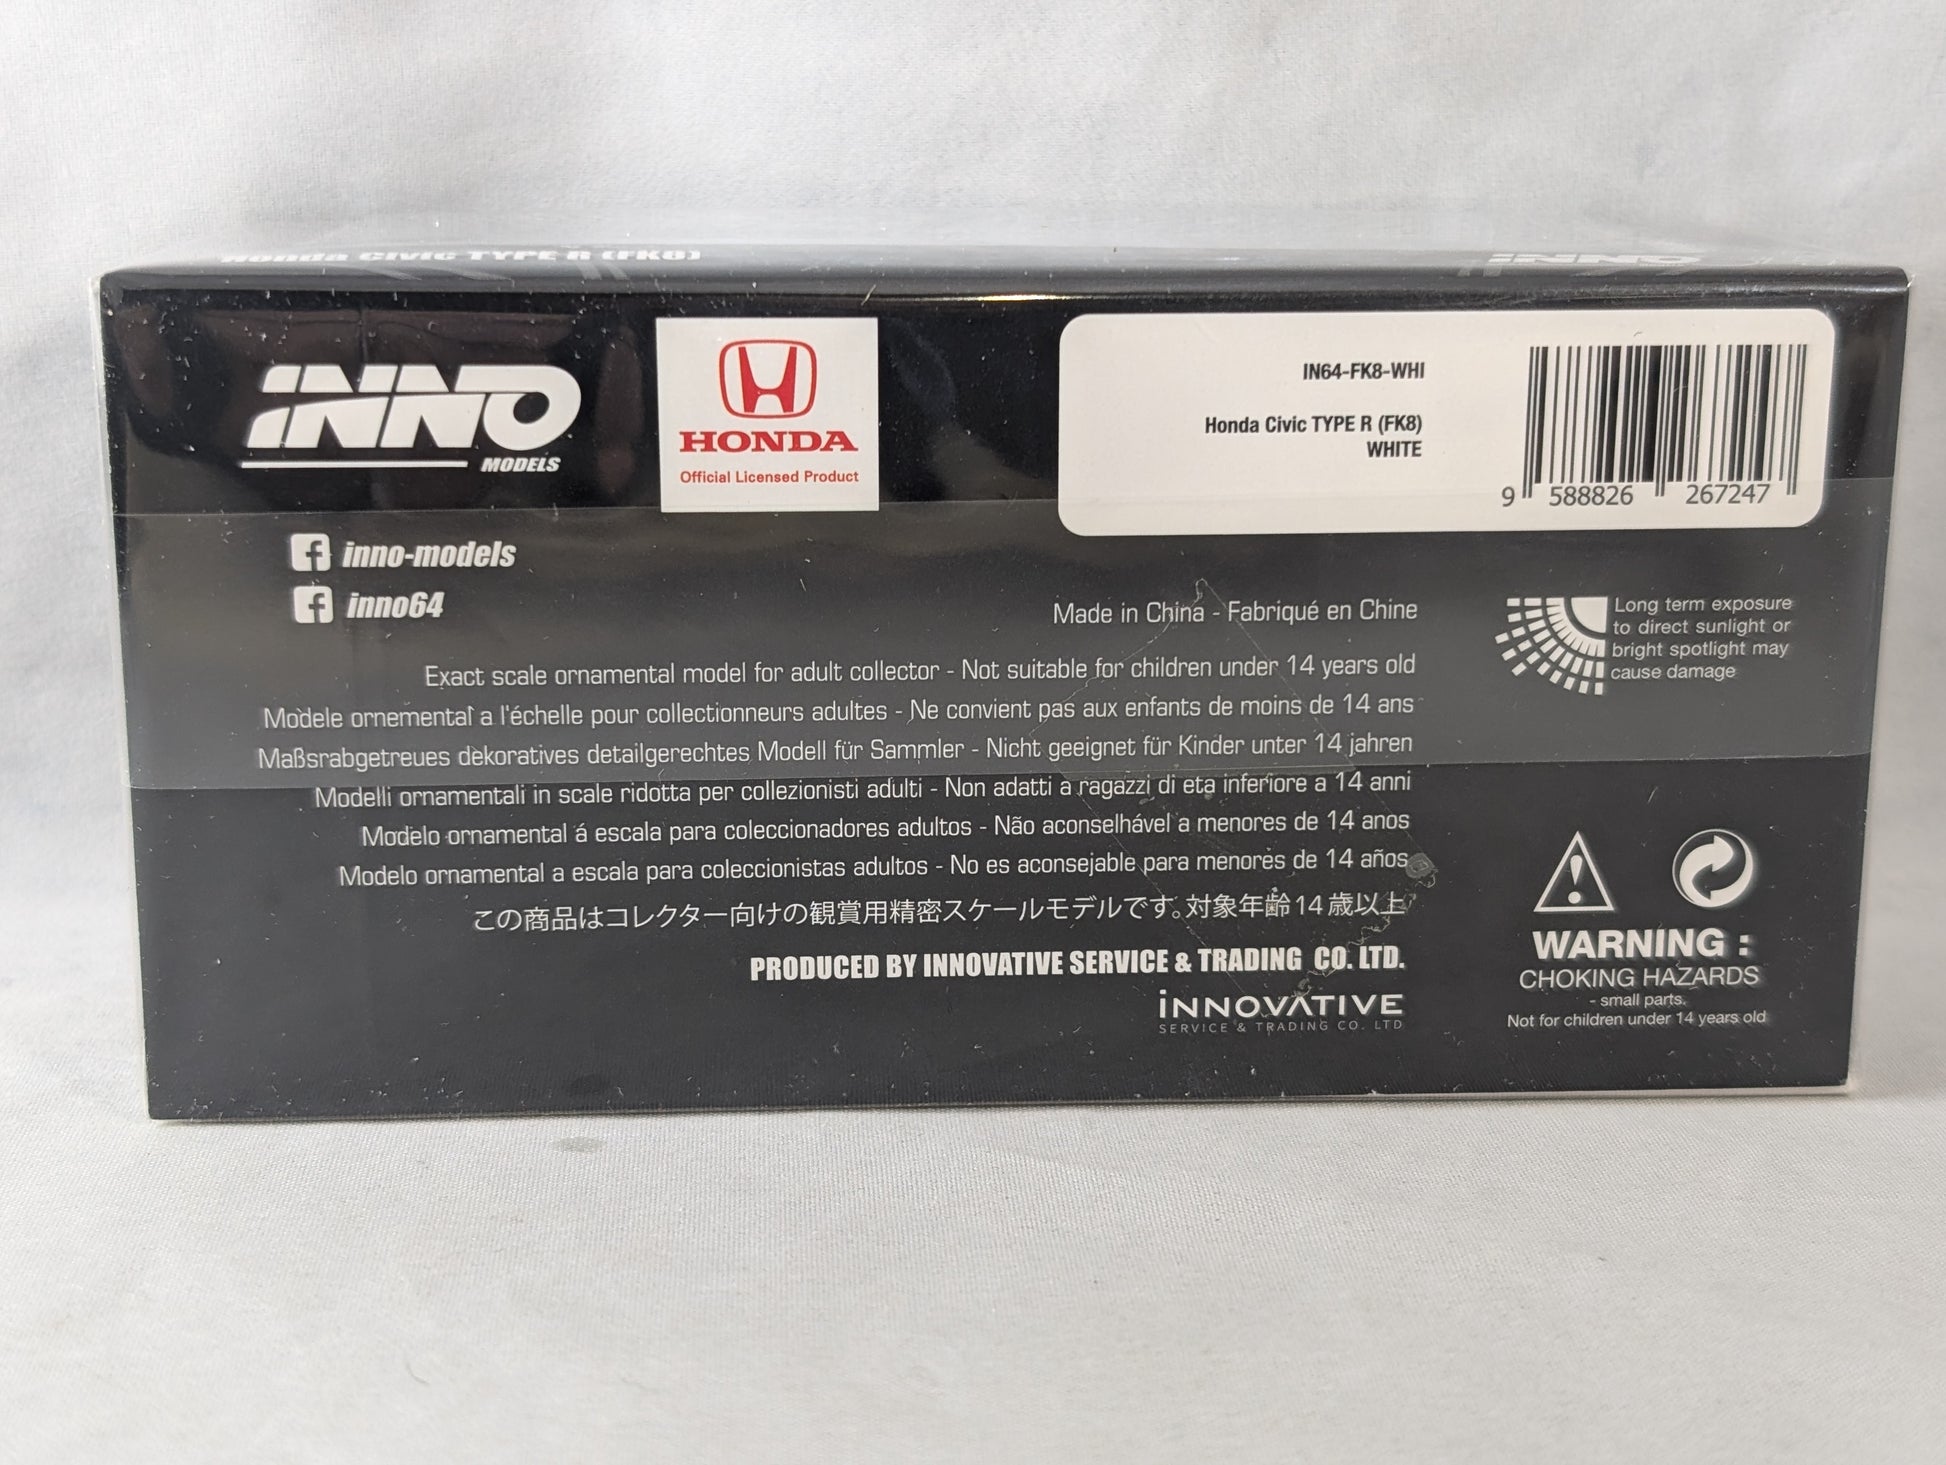 Honda Civic TYPE R (FK8)
INNO
INNO
MODELS
HONDA
Official Licensed Product
IN64-FK8-WHI
Honda Civic TYPE R (FK8)
WHITE
9 588826 267247
inno-models
inno64
Made in China - Fabriqué en Chine
Long term exposure
to direct sunlight or
bright spotlight may
cause damage
Exact scale ornamental model for adult collector - Not suitable for children under 14 years old
Modele ornemental a l'échelle pour collectionneurs adultes - Ne convient pas aux enfants de moins de 14 ans
Maßsrabgetreues dekoratives detailgerechtes Modell für Sammler - Nicht geeignet für Kinder unter 14 jahren
Modelli ornamentali in scale ridotta per collezionisti adulti - Non adatti a ragazzi di eta inferiore a 14 anni
Modelo ornamental á escala para coleccionadores adultos - Não aconselhável a menores de 14 anos
Modelo ornamental a escala para coleccionistas adultos - No es aconsejable para menores de 14 años
この商品はコレクター向けの観賞用精密スケールモデルです。対象年齢14歳以上
PRODUCED BY INNOVATIVE SERVICE & TRADING CO. LTD.
iNNOVATIVE
SERVICE & TRADING CO. LTD
WARNING :
CHOKING HAZARDS
- small parts.
Not for children under 14 years old